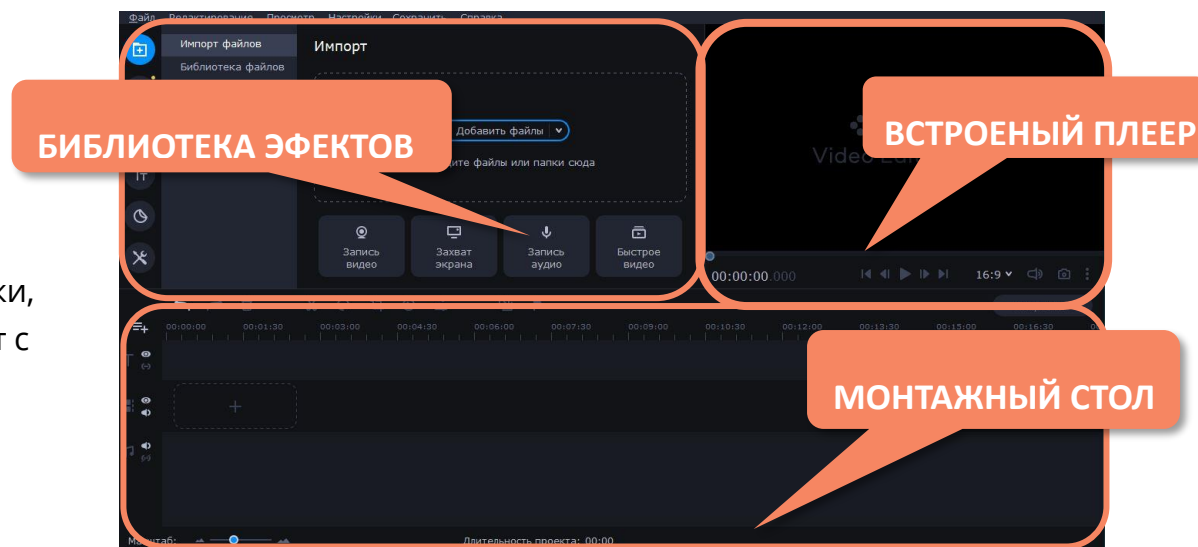 Файл Редактирование Просмотр Настройки Сохранить Справка
Импорт файлов
Библиотека файлов
Импорт
Добавить файлы
файлы или папки сюда
БИБЛИОТЕКА ЭФЕКТОВ
ВСТРОЕНЫЙ ПЛЕЕР
Video
Запись видео
Захват экрана
Запись аудио
Быстрое видео
00:00:00.000
16:9
ки,
т с
00:00:00 00:01:30 00:03:00 00:04:30 00:06:00 00:07:30 00:09:00 00:10:30 00:12:00 00:13:30 00:15:00 00:16:30
МОНТАЖНЫЙ СТОЛ
Масштаб:
Длительность проекта: 00:00